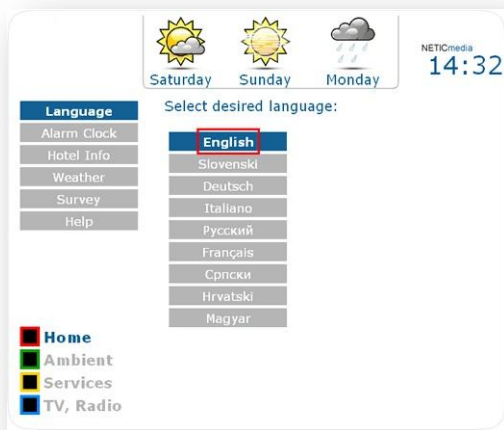 Saturday Sunday Monday
NETICmedia
14:32
Language
Alarm Clock
Hotel Info
Weather
Survey
Help
Select desired language:
English
Slovenski
Deutsch
Italiano
Русский
Français
Српски
Hrvatski
Magyar
Home
Ambient
Services
TV, Radio